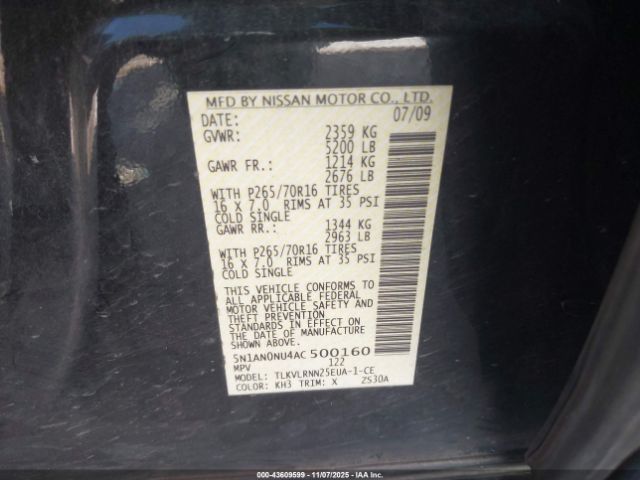 MFD BY NISSAN MOTOR CO., LTD.
DATE: 07/09
GVWR: 2359 KG
5200 LB
GAWR FR.: 1214 KG
2676 LB
WITH P265/70R16 TIRES
16 X 7.0 RIMS AT 35 PSI
COLD SINGLE
GAWR RR.: 1344 KG
2963 LB
WITH P265/70R16 TIRES
16 X 7.0 RIMS AT 35 PSI
COLD SINGLE
THIS VEHICLE CONFORMS TO
ALL APPLICABLE FEDERAL
MOTOR VEHICLE SAFETY AND
THEFT PREVENTION
STANDARDS IN EFFECT ON
THE DATE OF MANUFACTURE
SHOWN ABOVE.
5N1AN0NU4AC500160
MPV 122
MODEL: TLKVLRNN25EUA-1-CE
COLOR: KH3 TRIM: X ZS30A
000-43609599 | 11/07/2025 - IAA Inc.